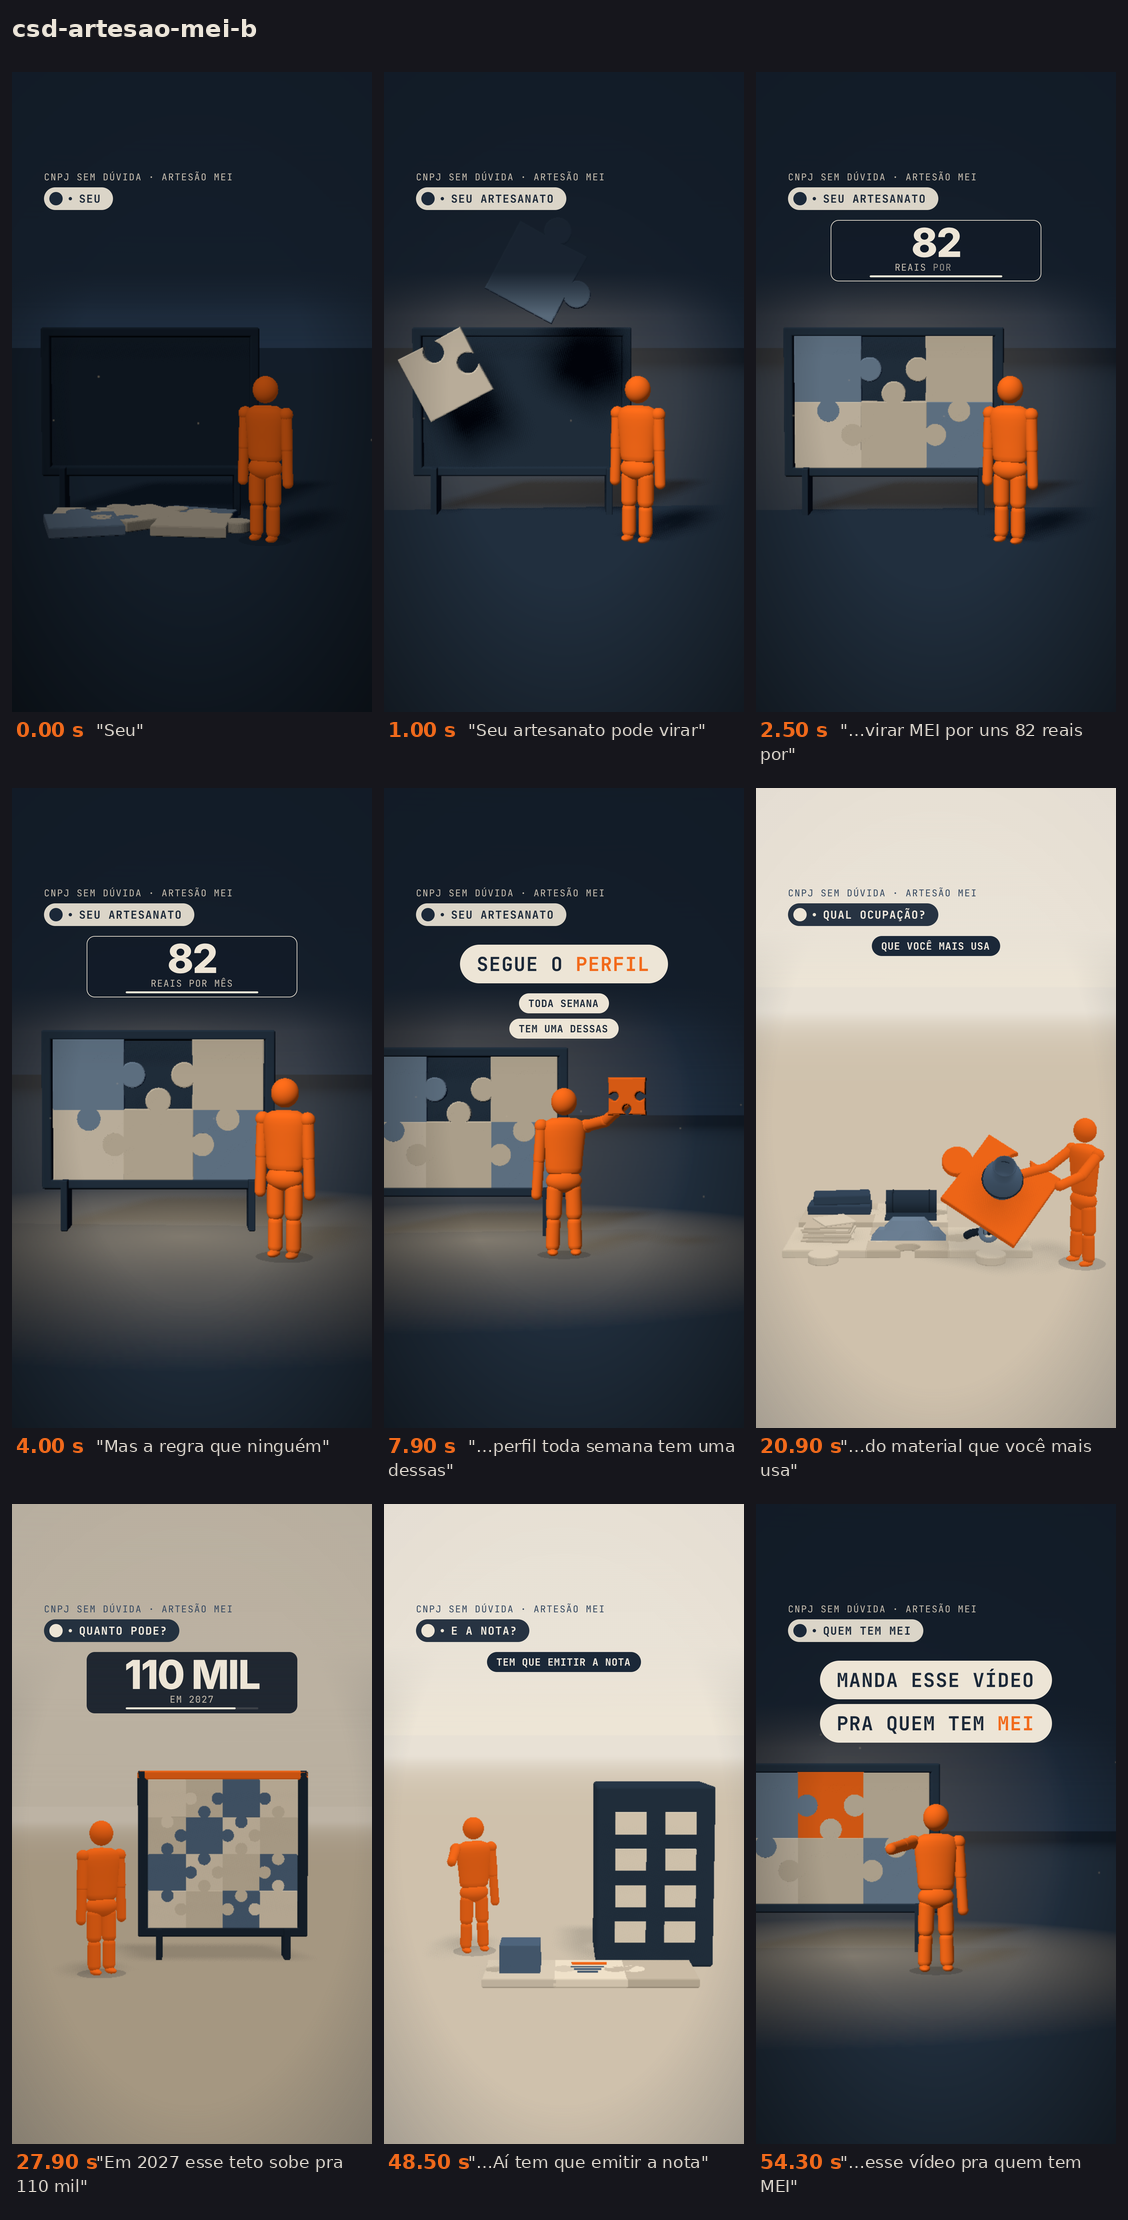 csd-artesao-mei-b
CNPJ SEM DÚVIDA · ARTESÃO MEI
• SEU
0.00 s "Seu"
CNPJ SEM DÚVIDA · ARTESÃO MEI
• SEU ARTESANATO
1.00 s "Seu artesanato pode virar"
CNPJ SEM DÚVIDA · ARTESÃO MEI
• SEU ARTESANATO
82
REAIS POR
2.50 s "...virar MEI por uns 82 reais
por"
CNPJ SEM DÚVIDA · ARTESÃO MEI
• SEU ARTESANATO
82
REAIS POR MÊS
4.00 s "Mas a regra que ninguém"
CNPJ SEM DÚVIDA · ARTESÃO MEI
• SEU ARTESANATO
SEGUE O PERFIL
TODA SEMANA
TEM UMA DESSAS
7.90 s "...perfil toda semana tem uma
dessas"
CNPJ SEM DÚVIDA · ARTESÃO MEI
• QUAL OCUPAÇÃO?
QUE VOCÊ MAIS USA
20.90 s "...do material que você mais
usa"
CNPJ SEM DÚVIDA · ARTESÃO MEI
• QUANTO PODE?
110 MIL
EM 2027
27.90 s "Em 2027 esse teto sobe pra
110 mil"
CNPJ SEM DÚVIDA · ARTESÃO MEI
• E A NOTA?
TEM QUE EMITIR A NOTA
48.50 s "...Aí tem que emitir a nota"
CNPJ SEM DÚVIDA · ARTESÃO MEI
• QUEM TEM MEI
MANDA ESSE VÍDEO
PRA QUEM TEM MEI
54.30 s "...esse vídeo pra quem tem
MEI"